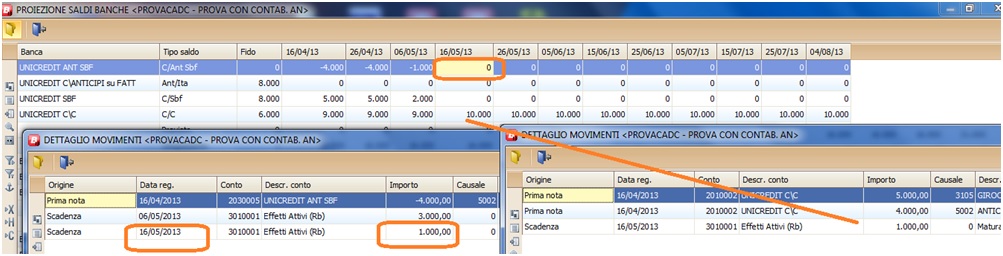 PROIEZIONE SALDI BANCHE <PROVACADC - PROVA CON CONTAB. AN>
Banca Tipo saldo Fido 16/04/13 26/04/13 06/05/13 16/05/13 26/05/13 05/06/13 15/06/13 25/06/13 05/07/13 15/07/13 25/07/13 04/08/13
UNICREDIT ANT SBF C/Ant Sbf 0 -4.000 -4.000 -1.000 0 0 0 0 0 0 0 0 0
UNICREDIT C\ANTICIPI su FATT Ant/Ita 8.000 0 0 0 0 0 0 0 0 0 0 0 0
UNICREDIT SBF C/Sbf 8.000 5.000 5.000 2.000 0 0 0 0 0 0 0 0 0
UNICREDIT C\C C/C 6.000 9.000 9.000 9.000 10.000 10.000 10.000 10.000 10.000 10.000 10.000 10.000 10.000
DETTAGLIO MOVIMENTI <PROVACADC - PROVA CON CONTAB. AN>
Origine Data reg. Conto Descr. conto Importo Causale
Prima nota 16/04/2013 2030005 UNICREDIT ANT SBF -4.000,00 5002
Scadenza 06/05/2013 3010001 Effetti Attivi (Rb) 3.000,00 0
Scadenza 16/05/2013 3010001 Effetti Attivi (Rb) 1.000,00 0
DETTAGLIO MOVIMENTI <PROVACADC - PROVA CON CONTAB. AN>
Origine Data reg. Conto Descr. conto Importo Causale Descr.
Prima nota 16/04/2013 2010002 UNICREDIT C\C 5.000,00 3105 GIROC
Prima nota 16/04/2013 2010002 UNICREDIT C\C 4.000,00 5002 ANTIC
Scadenza 16/05/2013 3010001 Effetti Attivi (Rb) 1.000,00 0 Matura